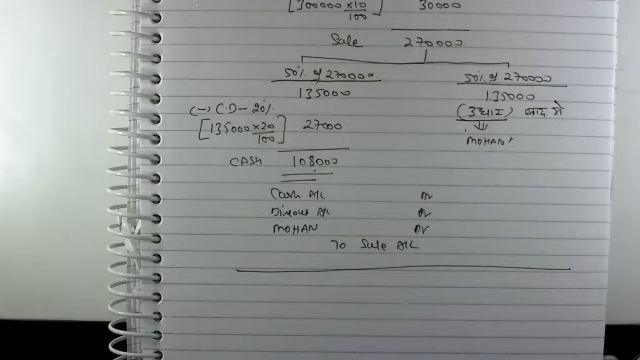 [300000×10/100] 30000
Sale 270000
50% of 270000
135000
(-) C.D - 20%
[135000×20/100] 27000
CASH 108000
50% of 270000
135000
(उधार) बाद में
MOHAN
Cash A/C Dr
Discount A/C Dr
MOHAN Dr
To Sale A/C